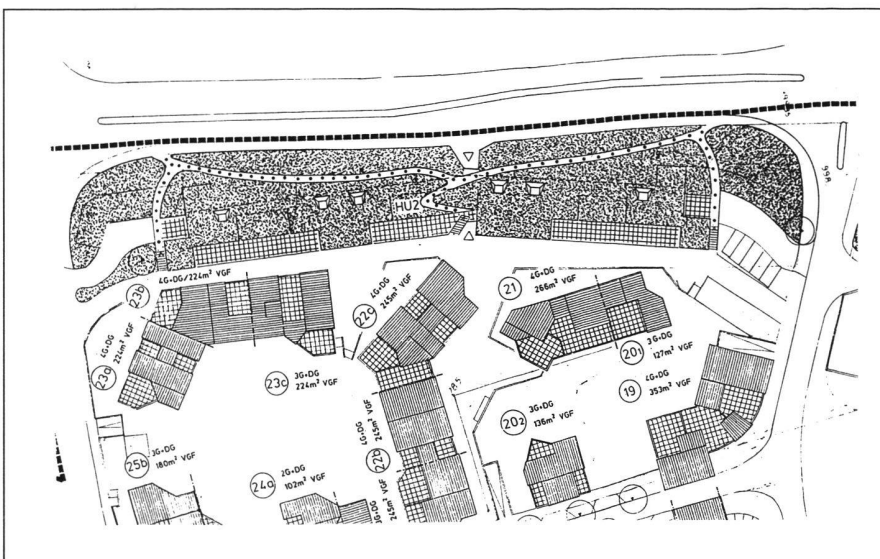 HU2
23b
4G+DG/224m² VGF
23a
4G+DG
224m² VGF
23c
3G+DG
224m² VGF
22c
4G+DG
245m² VGF
21
4G+DG
266m² VGF
20₁
3G+DG
127m² VGF
19
4G+DG
353m² VGF
20₂
3G+DG
136m² VGF
22b
4G+DG
245m² VGF
3G+DG
245m² VGF
25b
3G+DG
180m² VGF
24a
2G+DG
102m² VGF
78.5